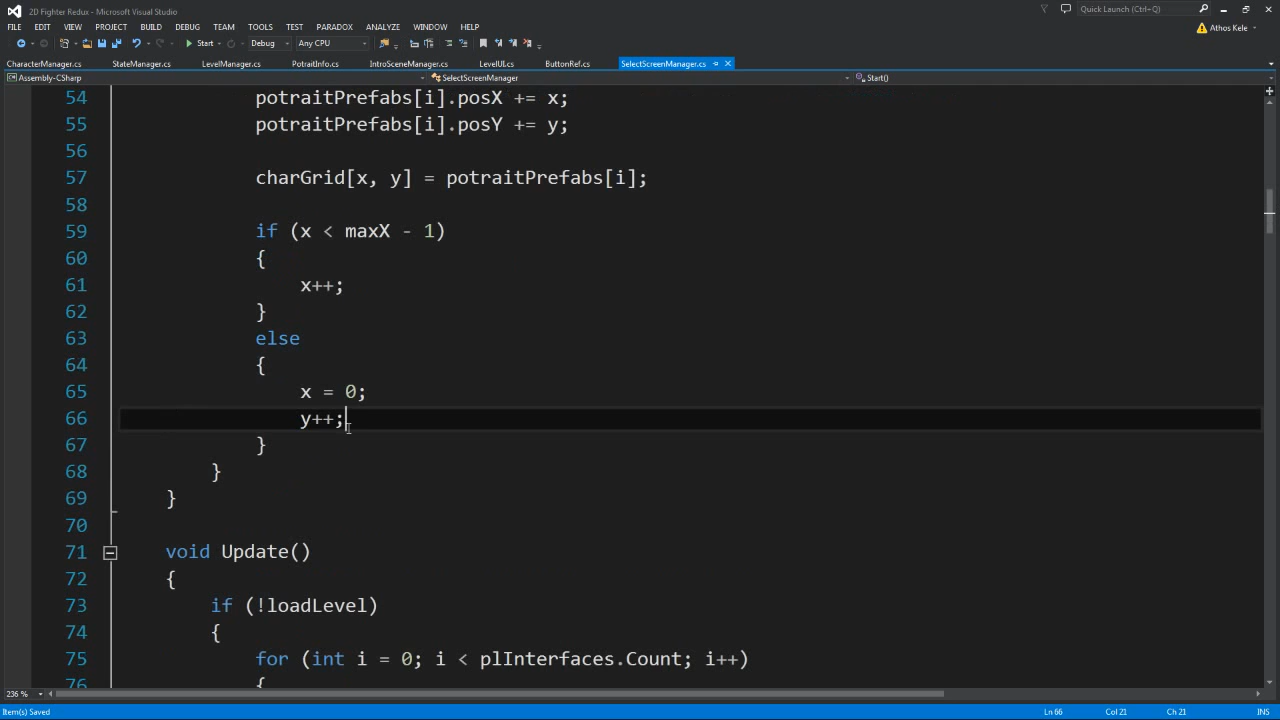 2D Fighter Redux - Microsoft Visual Studio
Quick Launch (Ctrl+Q)
FILE EDIT VIEW PROJECT BUILD DEBUG TEAM TOOLS TEST PARADOX ANALYZE WINDOW HELP
Athos Kele
Start Debug Any CPU
CharacterManager.cs StateManager.cs LevelManager.cs PotraitInfo.cs IntroSceneManager.cs LevelUI.cs ButtonRef.cs SelectScreenManager.cs
Assembly-CSharp SelectScreenManager Start()
54 potraitPrefabs[i].posX += x;
55 potraitPrefabs[i].posY += y;
56
57 charGrid[x, y] = potraitPrefabs[i];
58
59 if (x < maxX - 1)
60 {
61 x++;
62 }
63 else
64 {
65 x = 0;
66 y++;
67 }
68 }
69 }
70
71 void Update()
72 {
73 if (!loadLevel)
74 {
75 for (int i = 0; i < plInterfaces.Count; i++)
76 {
236 %
Item(s) Saved Ln 66 Col 21 Ch 21 INS